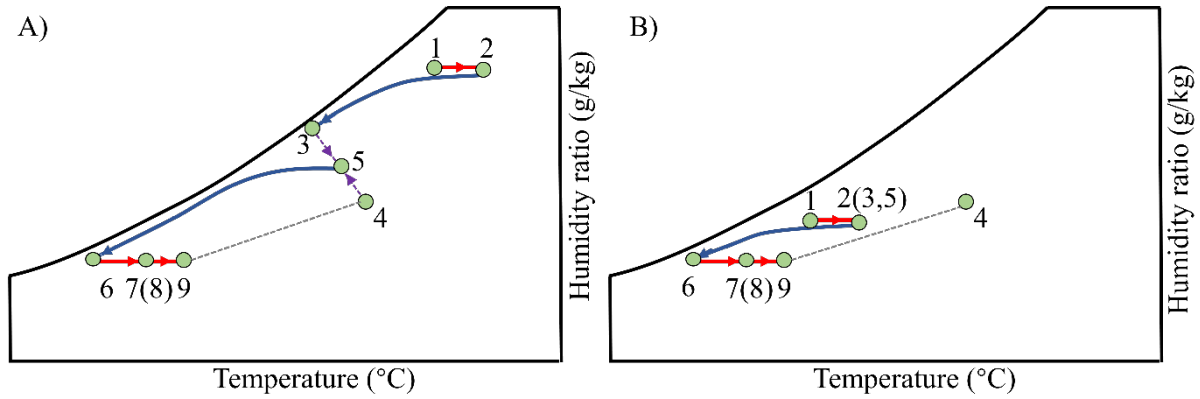 A)
1
2
3
5
4
6
7(8)
9
Humidity ratio (g/kg)
Temperature (°C)
B)
1
2(3,5)
4
6
7(8)
9
Humidity ratio (g/kg)
Temperature (°C)